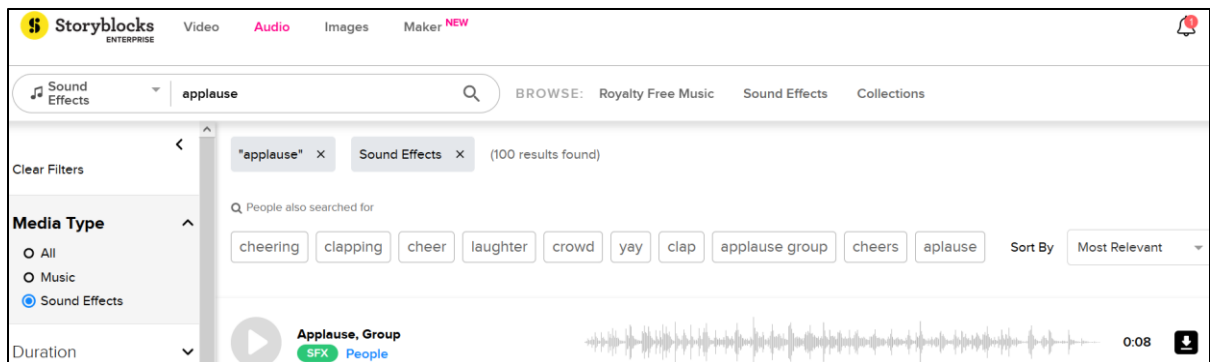 Storyblocks
ENTERPRISE
Video Audio Images Maker NEW
1
Sound Effects
applause
BROWSE: Royalty Free Music Sound Effects Collections
Clear Filters
"applause" × Sound Effects × (100 results found)
People also searched for
cheering clapping cheer laughter crowd yay clap applause group cheers aplause Sort By Most Relevant
Media Type
All
Music
Sound Effects
Duration
Applause, Group
SFX People
0:08